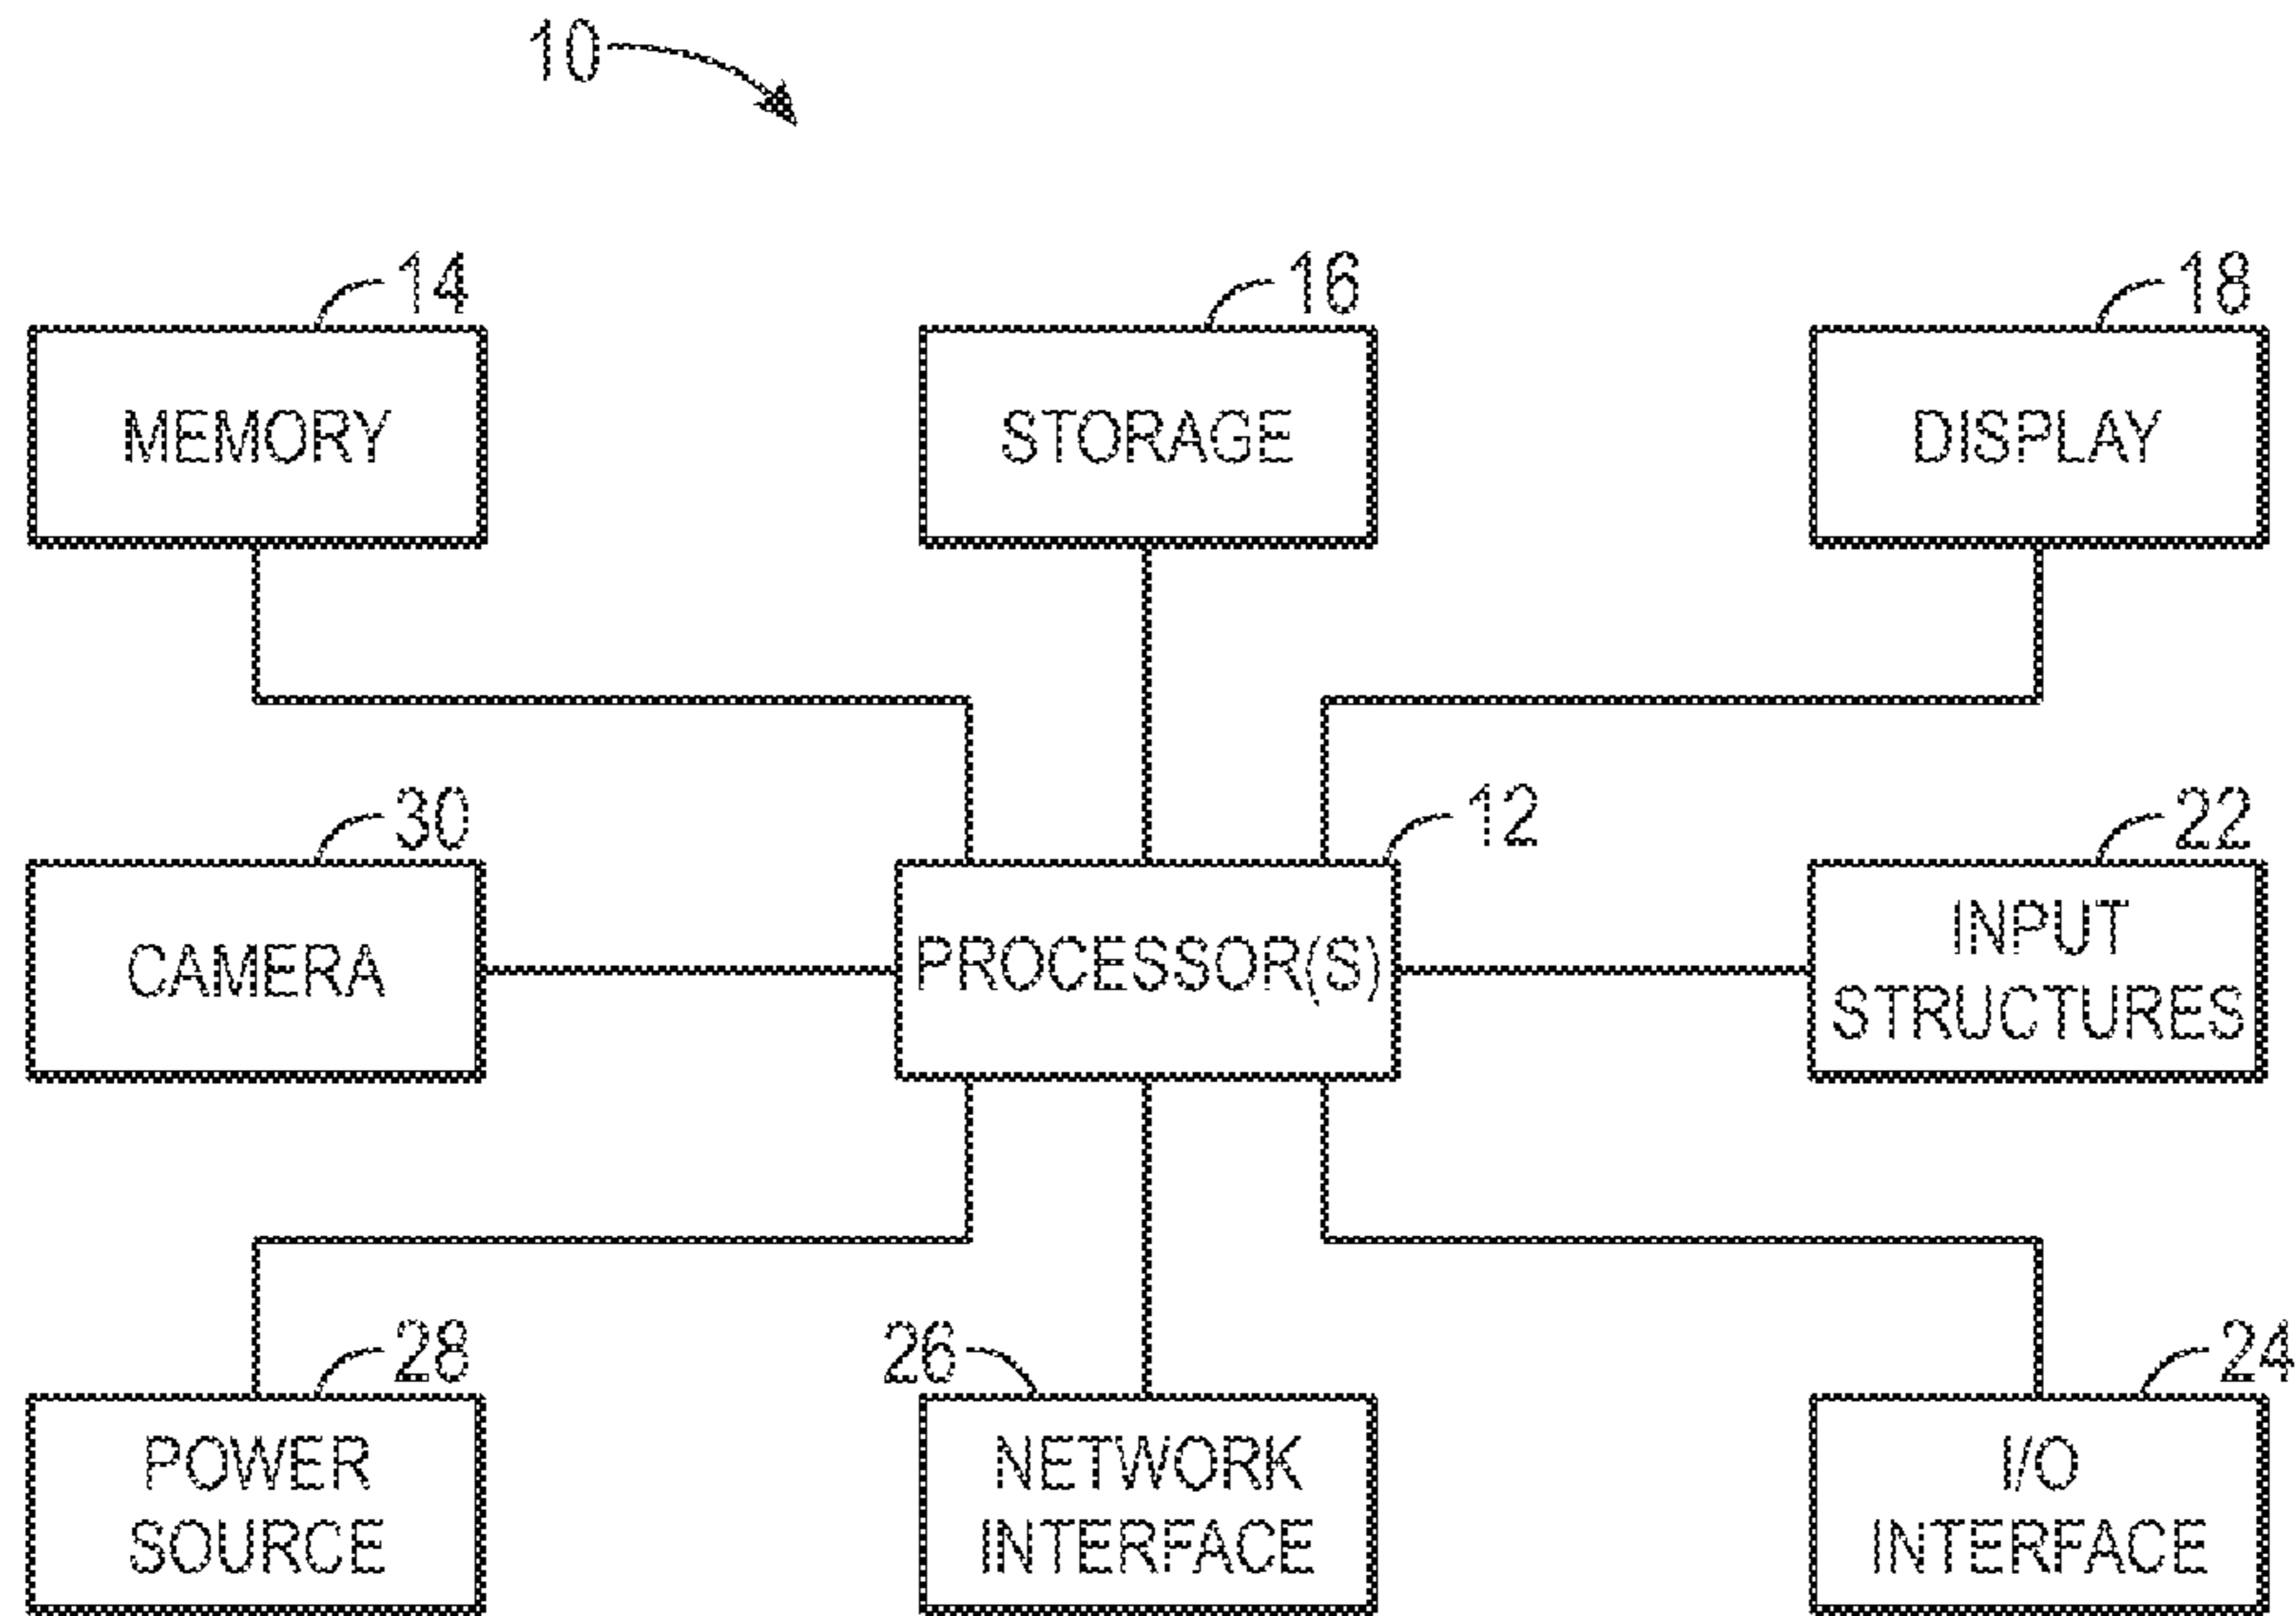 10
14
16
18
MEMORY
STORAGE
DISPLAY
30
12
22
CAMERA
PROCESSOR(S)
INPUT
STRUCTURES
28
26
24
POWER
SOURCE
NETWORK
INTERFACE
I/O
INTERFACE